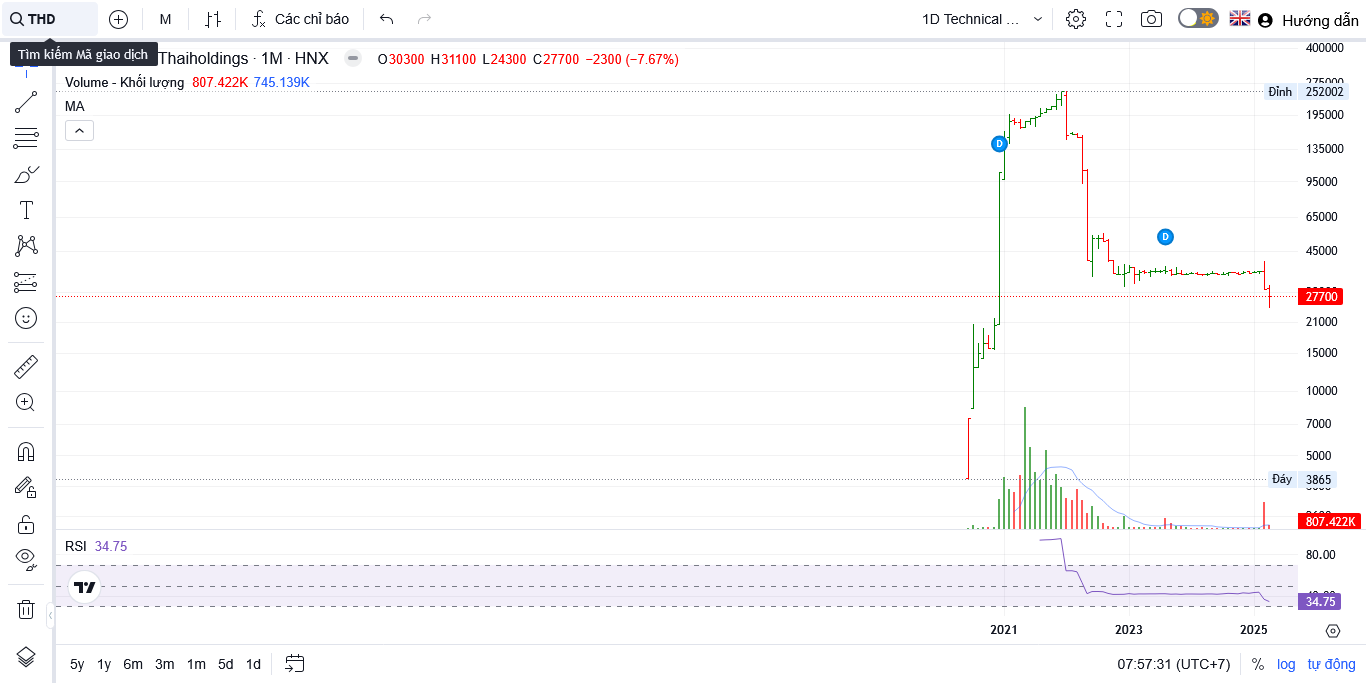 THD
M
Các chỉ báo
1D Technical ...
Hướng dẫn
Tìm kiếm Mã giao dịch
Thaiholdings · 1M · HNX
O30300 H31100 L24300 C27700 −2300 (−7.67%)
Volume - Khối lượng 807.422K 745.139K
MA
400000
275000
Đỉnh 252002
195000
135000
D
95000
65000
D
45000
27700
21000
15000
10000
7000
5000
Đáy 3865
807.422K
RSI 34.75
80.00
34.75
2021 2023 2025
5y 1y 6m 3m 1m 5d 1d
07:57:31 (UTC+7)
% log tự động